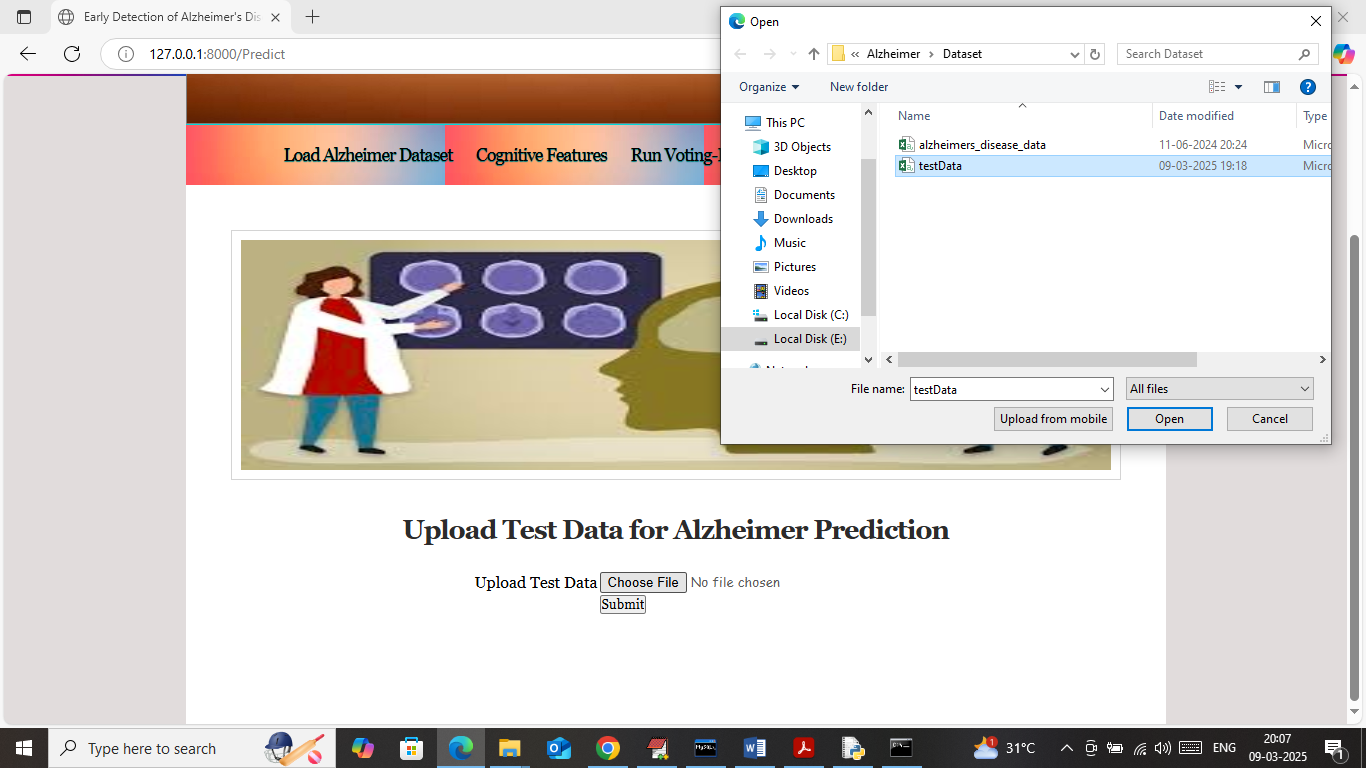 Early Detection of Alzheimer's Dis
127.0.0.1:8000/Predict
Load Alzheimer Dataset
Cognitive Features
Run Voting-
Open
Alzheimer
Dataset
Search Dataset
Organize
New folder
Name
Date modified
Type
This PC
3D Objects
Desktop
Documents
Downloads
Music
Pictures
Videos
Local Disk (C:)
Local Disk (E:)
alzheimers_disease_data
11-06-2024 20:24
Micro
testData
09-03-2025 19:18
Micro
File name:
testData
All files
Upload from mobile
Open
Cancel
Upload Test Data for Alzheimer Prediction
Upload Test Data
Choose File
No file chosen
Submit
Type here to search
MySQL
31°C
ENG
20:07
09-03-2025
1
1